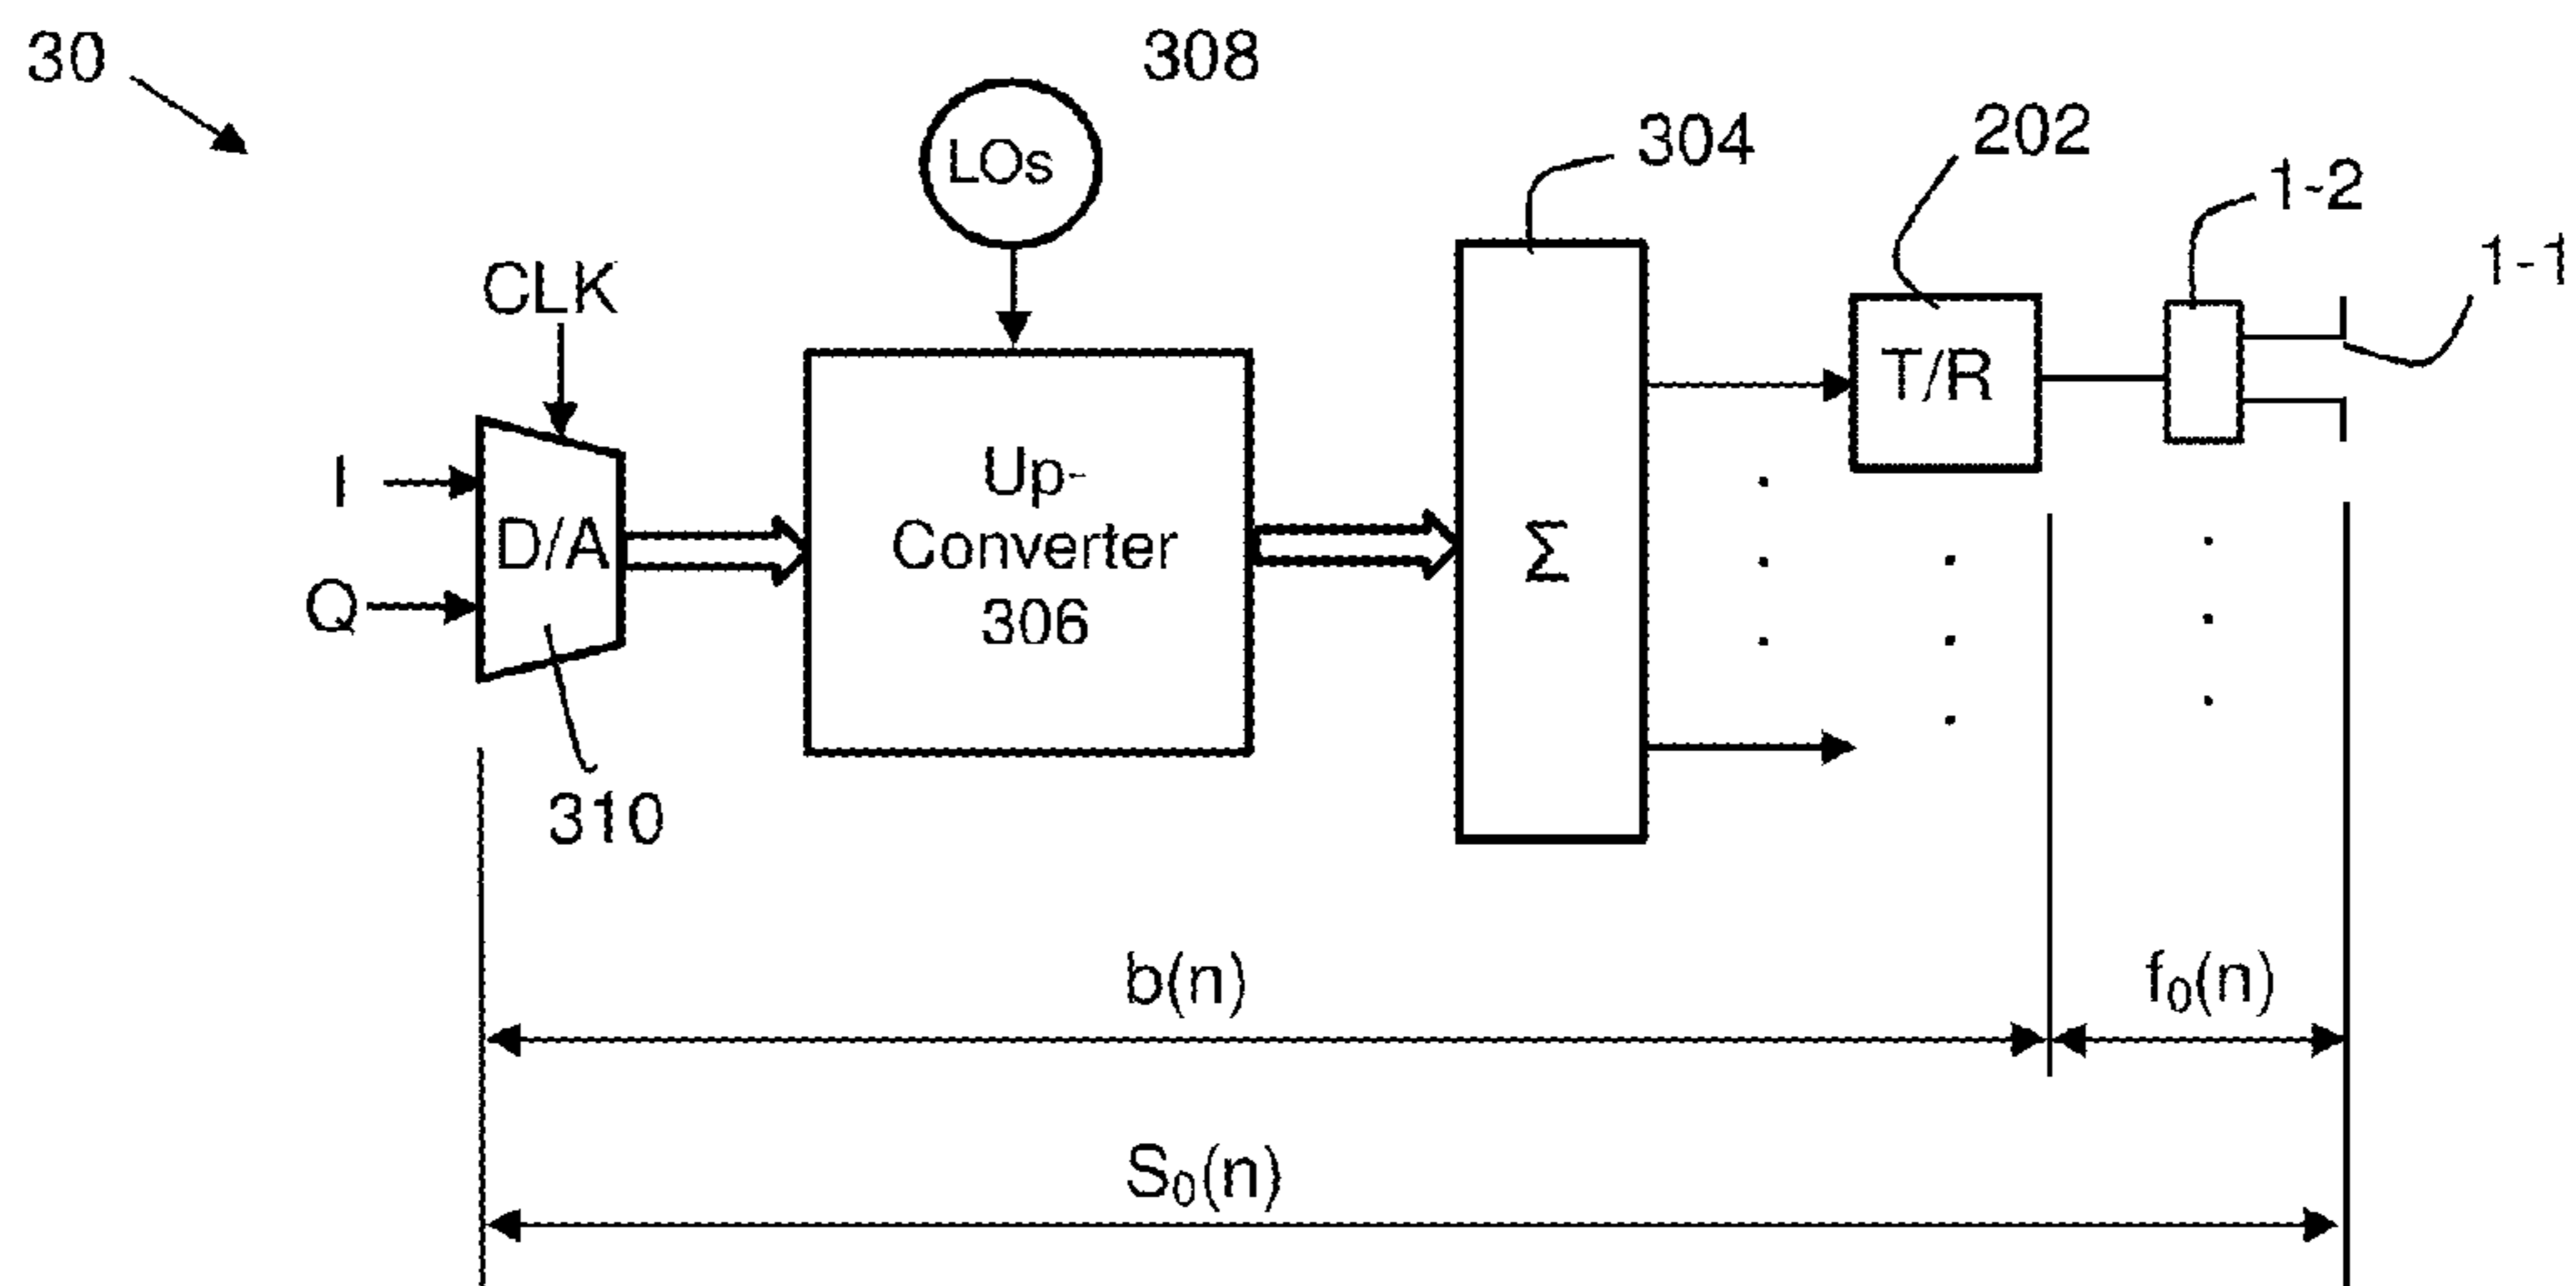 30
308
LOs
304
202
1-2
1-1
CLK
I
Q
D/A
310
Up-
Converter
306
Σ
T/R
b(n)
f₀(n)
S₀(n)